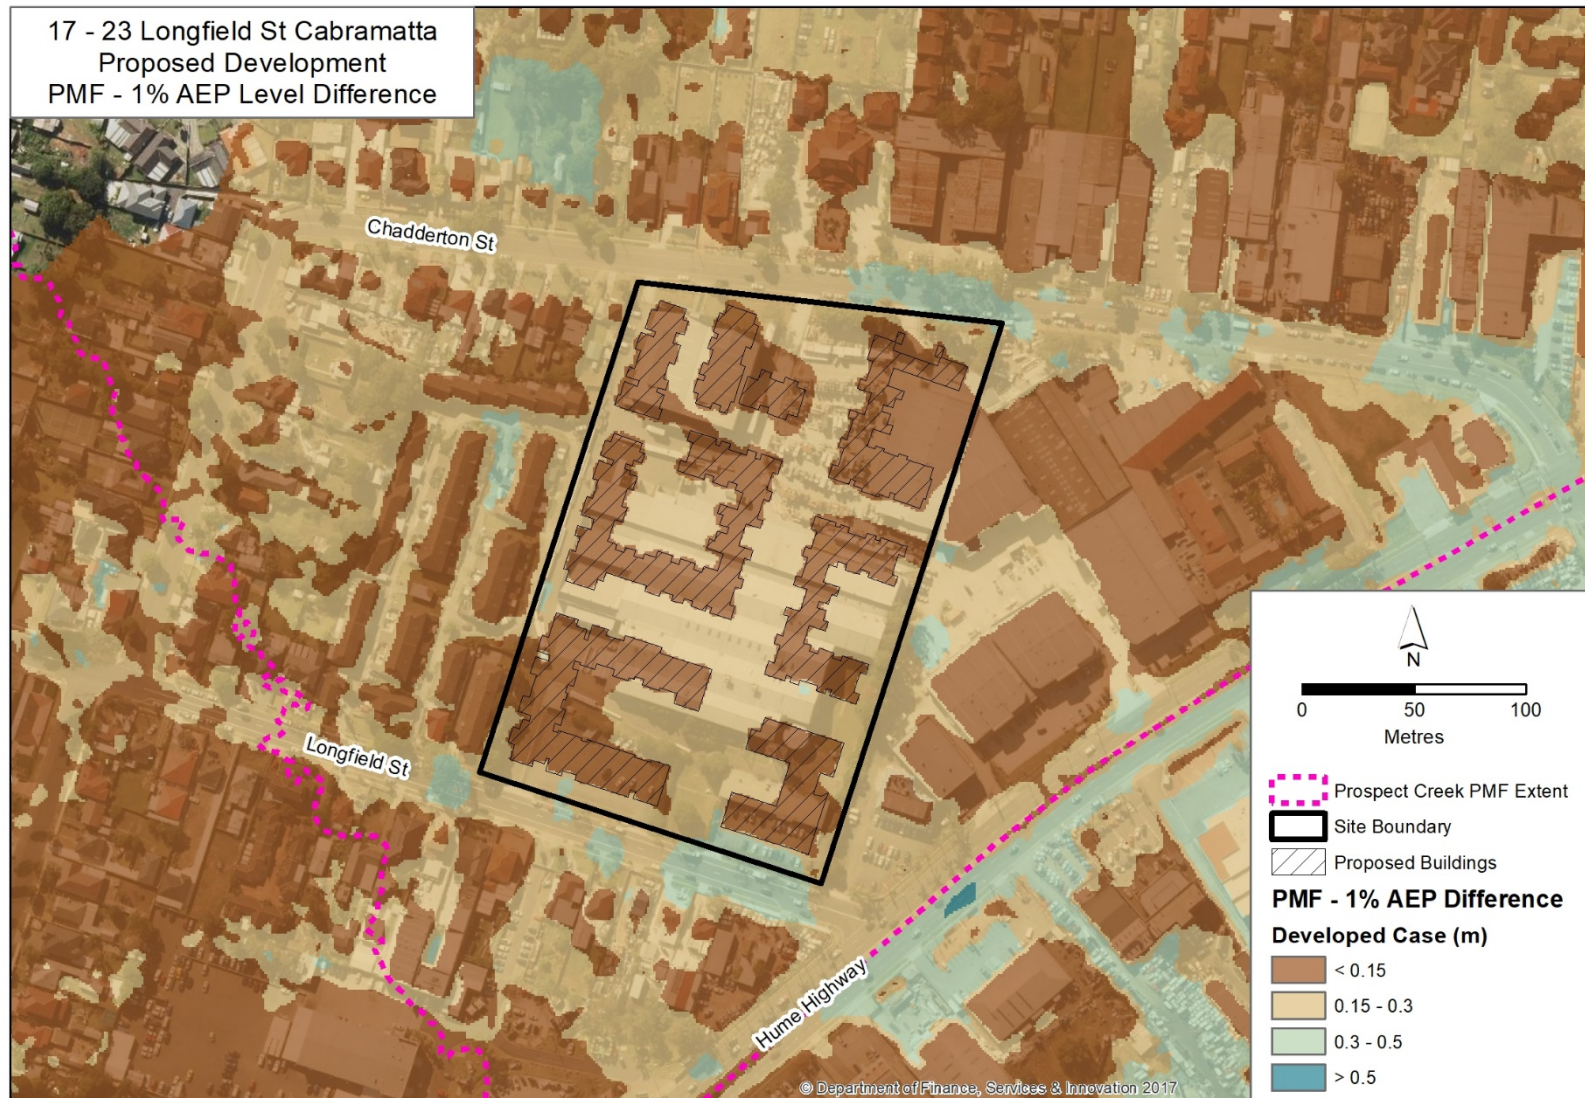 17 - 23 Longfield St Cabramatta
Proposed Development
PMF - 1% AEP Level Difference
Chadderton St
Longfield St
Hume Highway
N
0 50 100
Metres
Prospect Creek PMF Extent
Site Boundary
Proposed Buildings
PMF - 1% AEP Difference
Developed Case (m)
< 0.15
0.15 - 0.3
0.3 - 0.5
> 0.5
© Department of Finance, Services & Innovation 2017